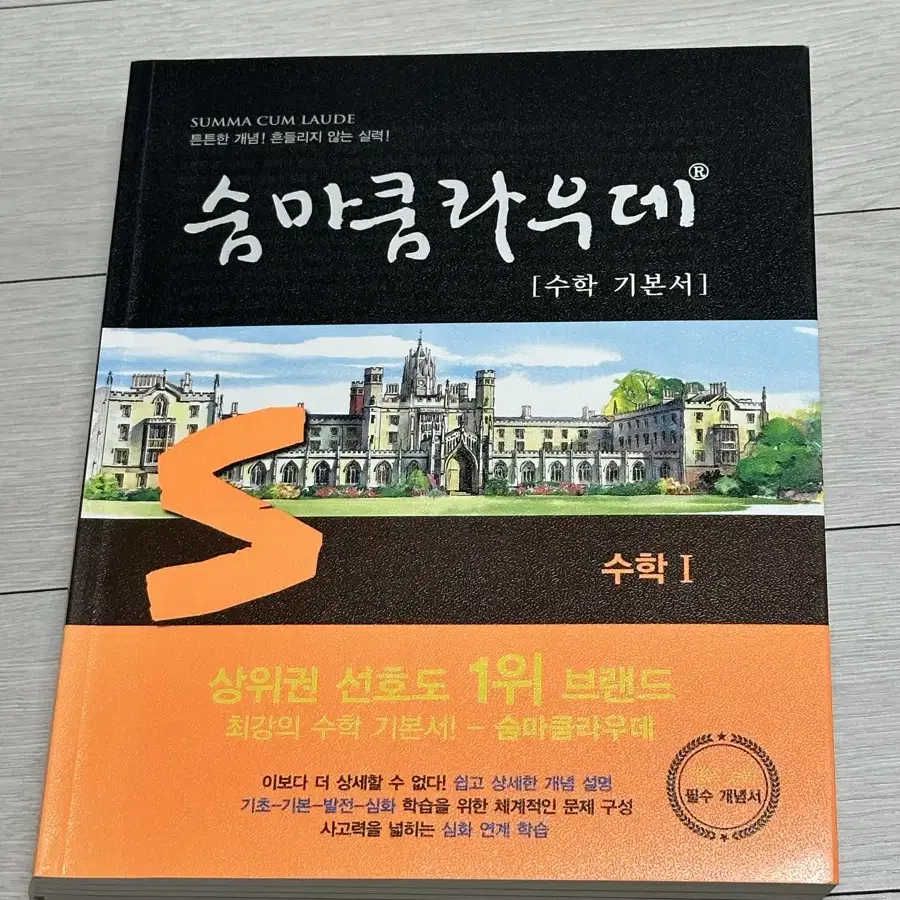 SUMMA CUM LAUDE
튼튼한 개념! 흔들리지 않는 실력!
숨마쿰라우데®
[수학 기본서]
S
수학 I
상위권 선호도 1위 브랜드
최강의 수학 기본서! - 숨마쿰라우데
이보다 더 상세할 수 없다! 쉽고 상세한 개념 설명
기초-기본-발전-심화 학습을 위한 체계적인 문제 구성
사고력을 넓히는 심화 연계 학습
필수 개념서